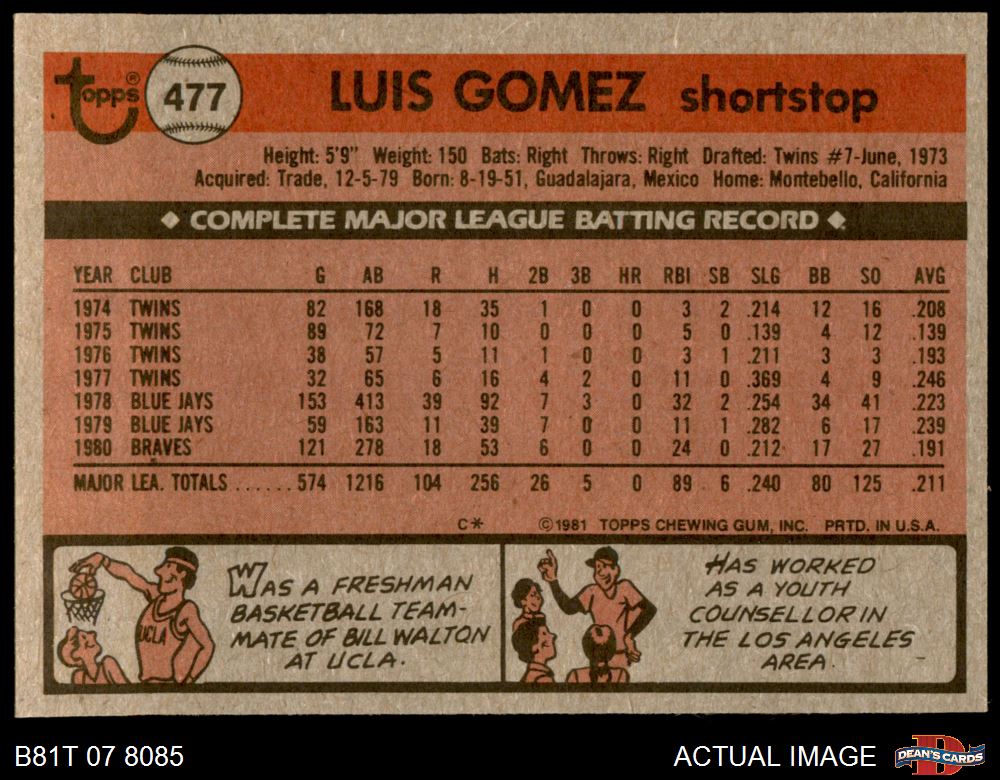 topps® 477 LUIS GOMEZ shortstop
Height: 5'9" Weight: 150 Bats: Right Throws: Right Drafted: Twins #7-June, 1973
Acquired: Trade, 12-5-79 Born: 8-19-51, Guadalajara, Mexico Home: Montebello, California
◆ COMPLETE MAJOR LEAGUE BATTING RECORD ◆
YEAR CLUB G AB R H 2B 3B HR RBI SB SLG BB SO AVG
1974 TWINS 82 168 18 35 1 0 0 3 2 .214 12 16 .208
1975 TWINS 89 72 7 10 0 0 0 5 0 .139 4 12 .139
1976 TWINS 38 57 5 11 1 0 0 3 1 .211 3 3 .193
1977 TWINS 32 65 6 16 4 2 0 11 0 .369 4 9 .246
1978 BLUE JAYS 153 413 39 92 7 3 0 32 2 .254 34 41 .223
1979 BLUE JAYS 59 163 11 39 7 0 0 11 1 .282 6 17 .239
1980 BRAVES 121 278 18 53 6 0 0 24 0 .212 17 27 .191
MAJOR LEA. TOTALS ...... 574 1216 104 256 26 5 0 89 6 .240 80 125 .211
C* ©1981 TOPPS CHEWING GUM, INC. PRTD. IN U.S.A.
UCLA
WAS A FRESHMAN
BASKETBALL TEAM-
MATE OF BILL WALTON
AT UCLA.
HAS WORKED
AS A YOUTH
COUNSELLOR IN
THE LOS ANGELES
AREA.
B81T 07 8085 ACTUAL IMAGE DEAN'S CARDS